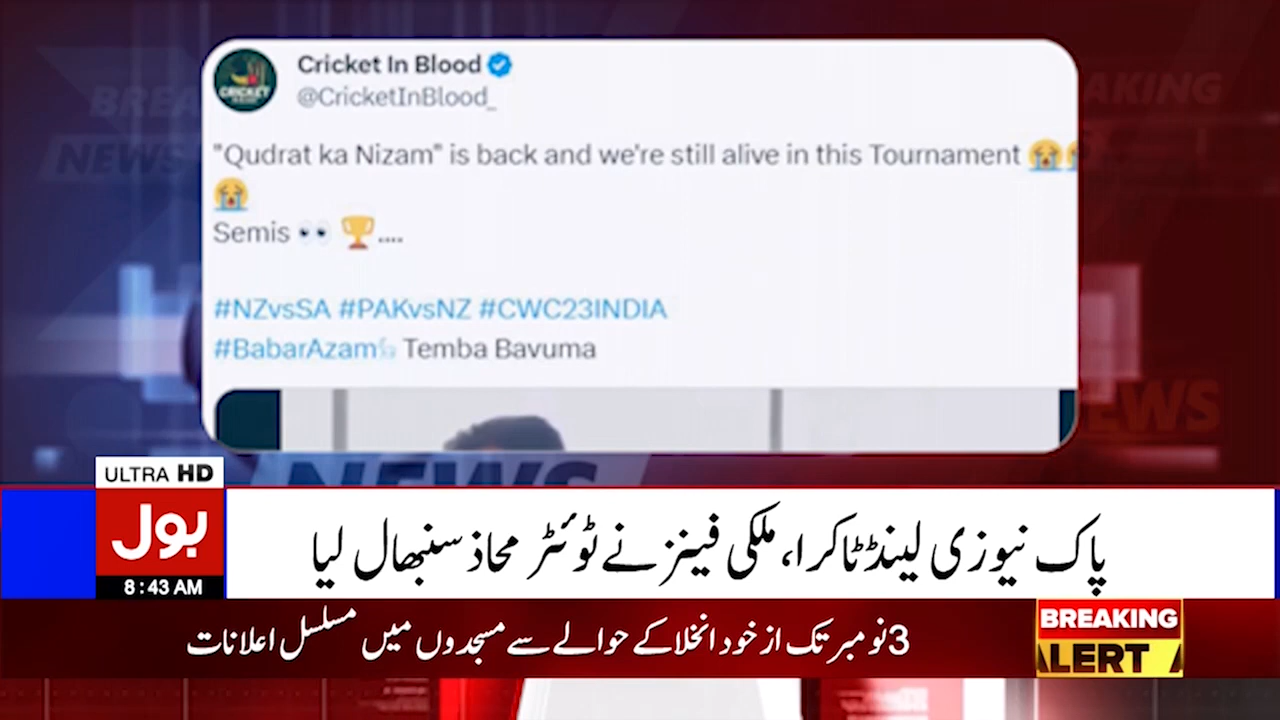 Cricket In Blood
@CricketInBlood_
"Qudrat ka Nizam" is back and we're still alive in this Tournament 😭😭
😭
Semis 👀 🏆....
#NZvsSA #PAKvsNZ #CWC23INDIA
#BabarAzam Temba Bavuma
NEWS
ULTRA HD
بول
8:43 AM
پاک نیوزی لینڈ ٹاکرا، ملکی فینز نے ٹوئٹر محاذ سنبھال لیا
3 نومبر تک از خود انخلا کے حوالے سے مسجدوں میں مسلسل اعلانات
BREAKING
ALERT